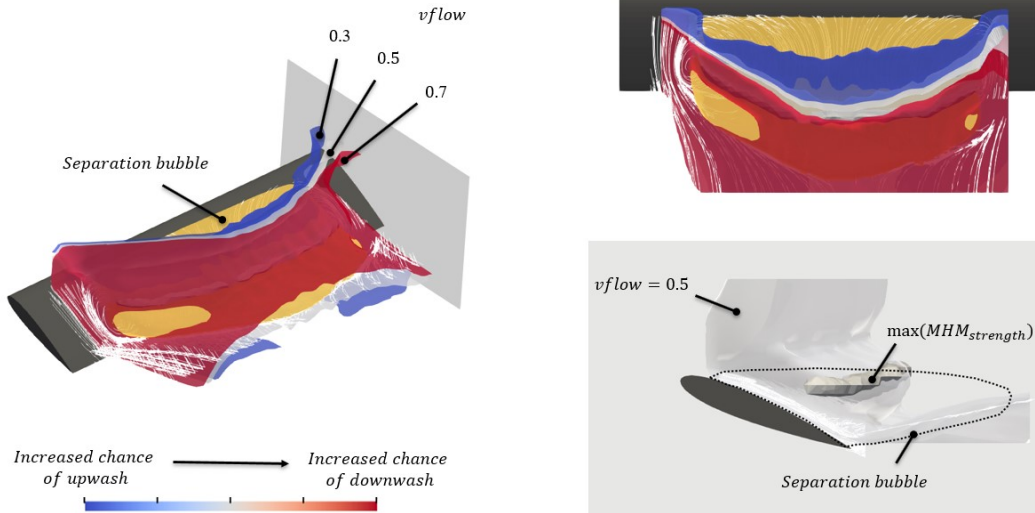 vflow
0.3
0.5
0.7
Separation bubble
Increased chance
of upwash
Increased chance
of downwash
vflow = 0.5
max(MHM_strength)
Separation bubble